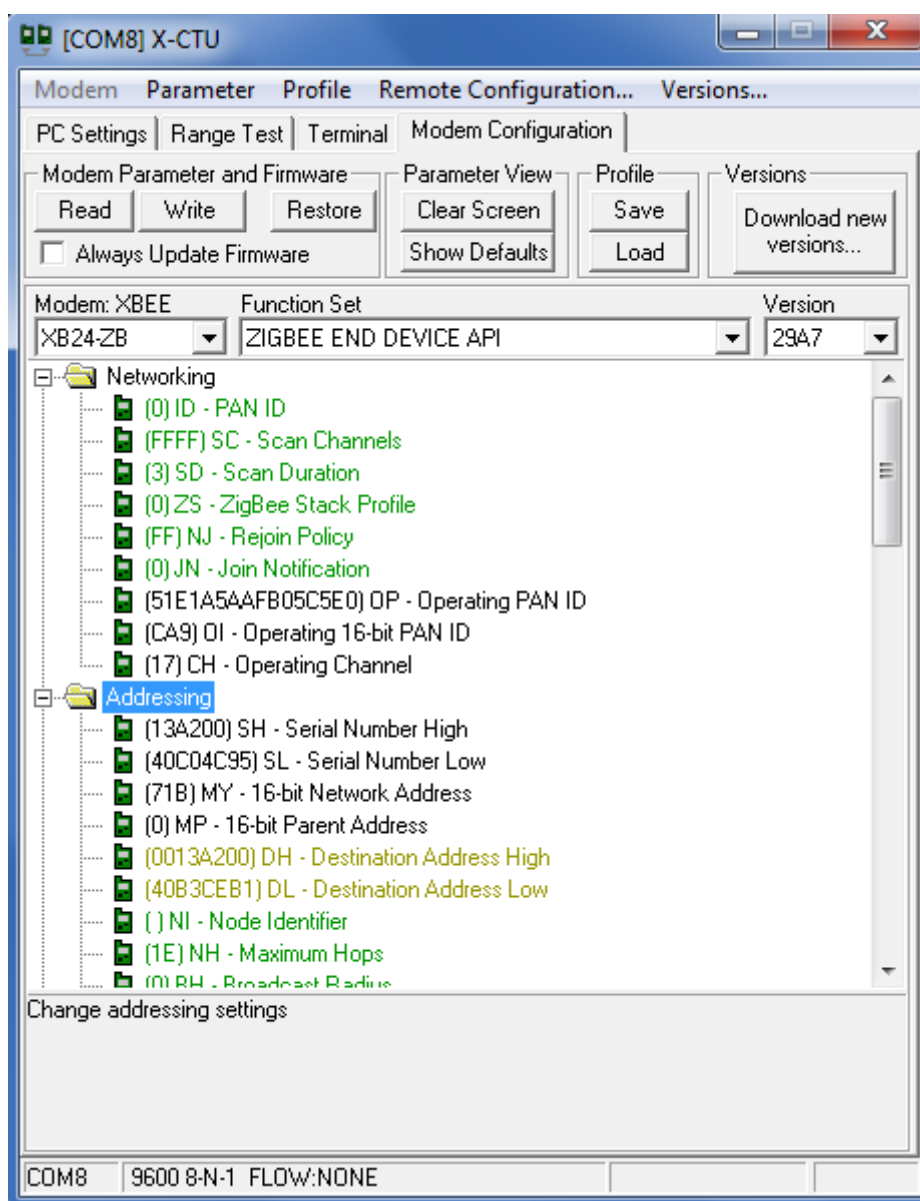 [COM8] X-CTU
Modem Parameter Profile Remote Configuration... Versions...
PC Settings Range Test Terminal Modem Configuration
Modem Parameter and Firmware Parameter View Profile Versions
Read Write Restore Clear Screen Save Download new versions...
Always Update Firmware Show Defaults Load
Modem: XBEE Function Set Version
XB24-ZB ZIGBEE END DEVICE API 29A7
Networking
(0) ID - PAN ID
(FFFF) SC - Scan Channels
(3) SD - Scan Duration
(0) ZS - ZigBee Stack Profile
(FF) NJ - Rejoin Policy
(0) JN - Join Notification
(51E1A5AAFB05C5E0) OP - Operating PAN ID
(CA9) OI - Operating 16-bit PAN ID
(17) CH - Operating Channel
Addressing
(13A200) SH - Serial Number High
(40C04C95) SL - Serial Number Low
(71B) MY - 16-bit Network Address
(0) MP - 16-bit Parent Address
(0013A200) DH - Destination Address High
(40B3CEB1) DL - Destination Address Low
( ) NI - Node Identifier
(1E) NH - Maximum Hops
(0) BH - Broadcast Radius
Change addressing settings
COM8 9600 8-N-1 FLOW:NONE